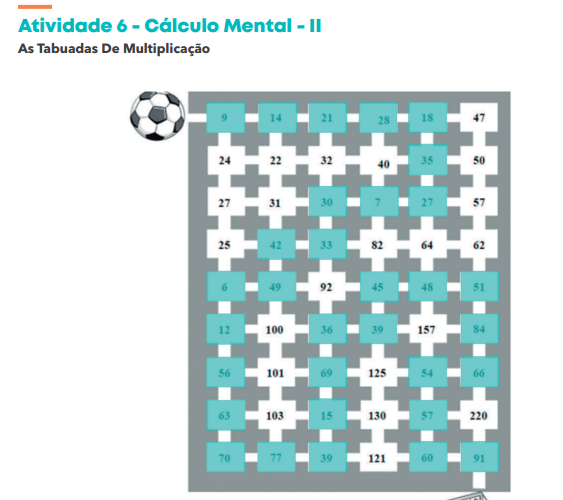 Atividade 6 - Cálculo Mental - II
As Tabuadas De Multiplicação
9 14 21 28 18 47
24 22 32 40 35 50
27 31 30 7 27 57
25 42 33 82 64 62
6 49 92 45 48 51
12 100 36 39 157 84
56 101 69 125 54 66
63 103 15 130 57 220
70 77 39 121 60 91